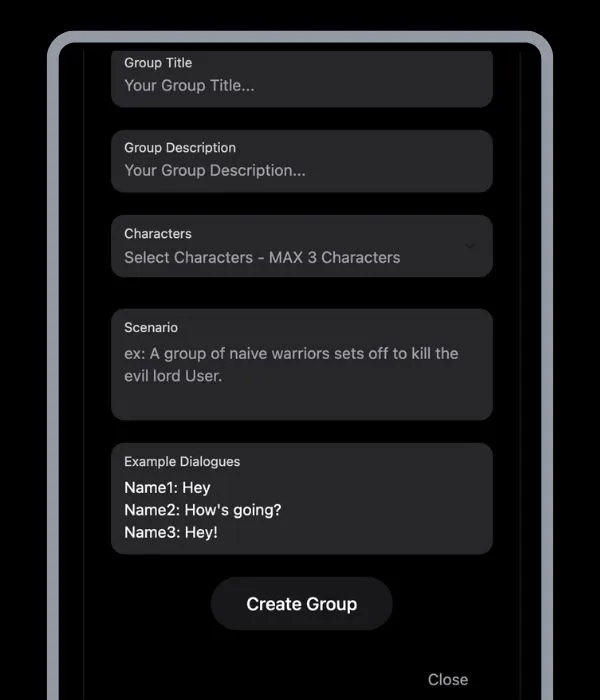 Group Title
Your Group Title...
Group Description
Your Group Description...
Characters
Select Characters - MAX 3 Characters
Scenario
ex: A group of naive warriors sets off to kill the
evil lord User.
Example Dialogues
Name1: Hey
Name2: How's going?
Name3: Hey!
Create Group
Close